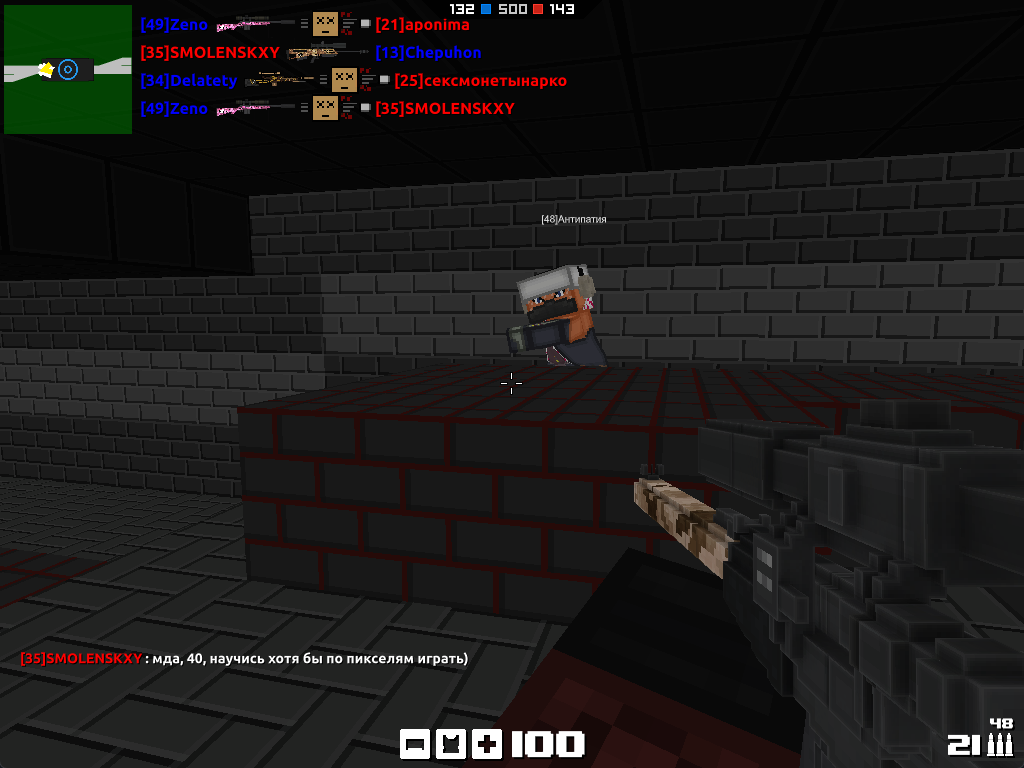 132 500 143
[49]Zeno [21]aponima
[35]SMOLENSKXY [13]Chepuhon
[34]Delatety [25]сексмонетынарко
[49]Zeno [35]SMOLENSKXY
[48]Антипатия
[35]SMOLENSKXY : мда, 40, научись хотя бы по пикселям играть)
48
100 21